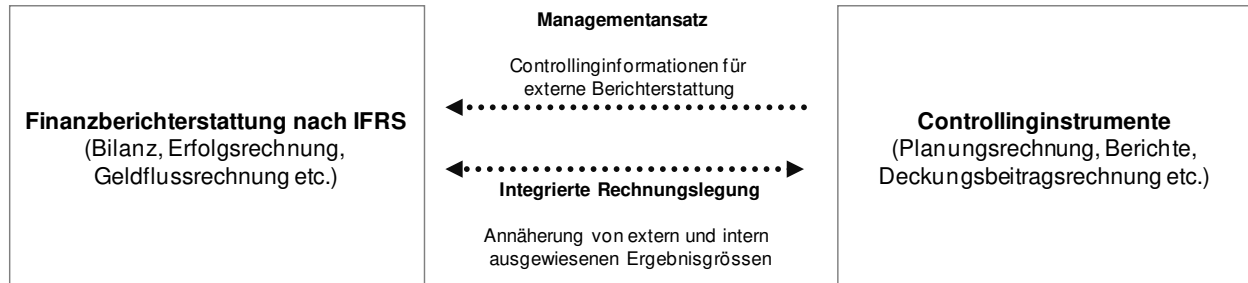 Finanzberichterstattung nach IFRS
(Bilanz, Erfolgsrechnung,
Geldflussrechnung etc.)
Managementansatz
Controllinginformationen für
externe Berichterstattung
Integrierte Rechnungslegung
Annäherung von extern und intern
ausgewiesenen Ergebnisgrössen
Controllinginstrumente
(Planungsrechnung, Berichte,
Deckungsbeitragsrechnung etc.)